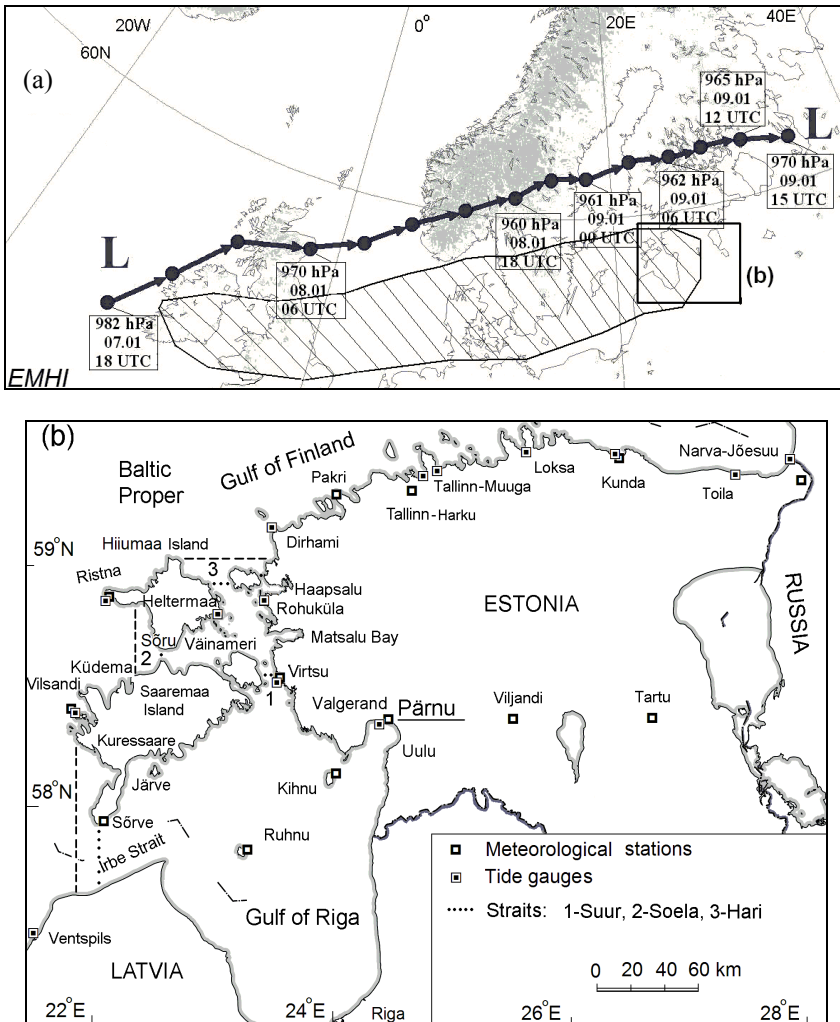 20W
0°
20E
40E
60N
(a)
965 hPa
09.01
12 UTC
L
970 hPa
09.01
15 UTC
962 hPa
09.01
06 UTC
961 hPa
09.01
00 UTC
960 hPa
08.01
18 UTC
L
970 hPa
08.01
06 UTC
(b)
982 hPa
07.01
18 UTC
EMHI
(b)
Baltic
Proper
Gulf of Finland
Pakri
Tallinn-Muuga
Tallinn-Harku
Loksa
Kunda
Narva-Jõesuu
Toila
Dirhami
59°N
Hiiumaa Island
3
Ristna
Heltermaa
Haapsalu
Rohuküla
ESTONIA
RUSSIA
Sõru
Väinameri
Matsalu Bay
2
Küdema
Virtsu
Vilsandi
Saaremaa
Island
1
Valgerand
Pärnu
Viljandi
Tartu
Uulu
Kuressaare
Järve
Kihnu
58°N
Sõrve
Irbe Strait
Ruhnu
Gulf of Riga
Meteorological stations
Tide gauges
Straits: 1-Suur, 2-Soela, 3-Hari
0 20 40 60 km
Ventspils
LATVIA
Riga
22°E
24°E
26°E
28°E